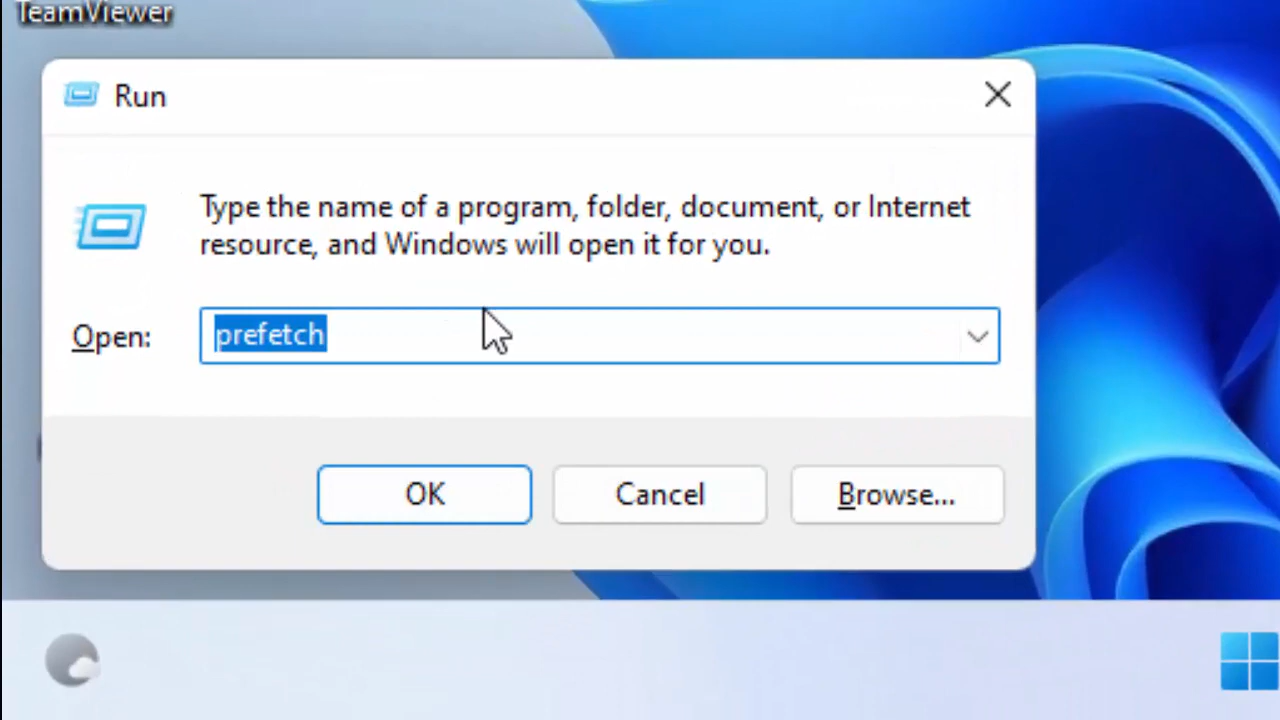 TeamViewer
Run
Type the name of a program, folder, document, or Internet
resource, and Windows will open it for you.
Open:
prefetch
OK
Cancel
Browse...